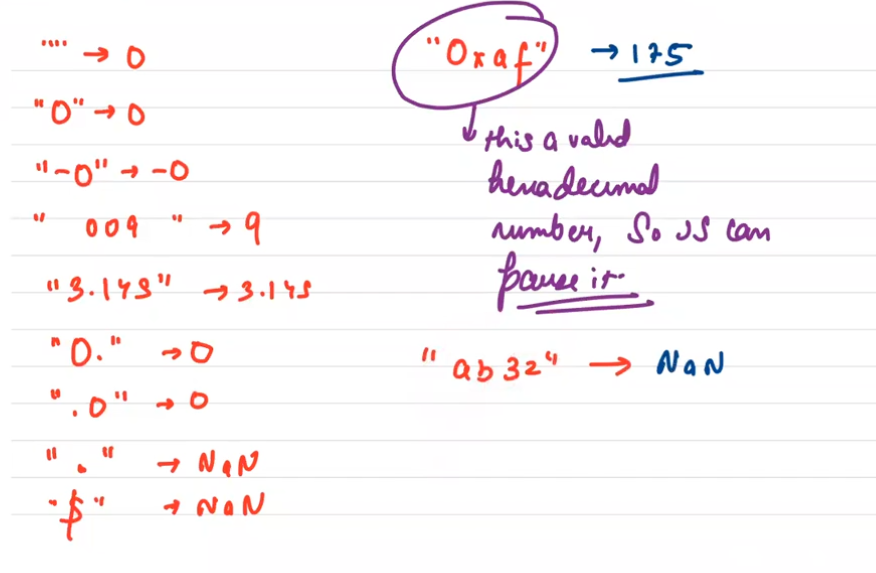 "" → 0
"0" → 0
"-0" → -0
" 009 " → 9
"3.145" → 3.145
"0." → 0
".0" → 0
"." → NaN
"$" → NaN
"0xaf" → 175
this a valid
hexadecimal
number, So JS can
parse it
"ab32" → NaN